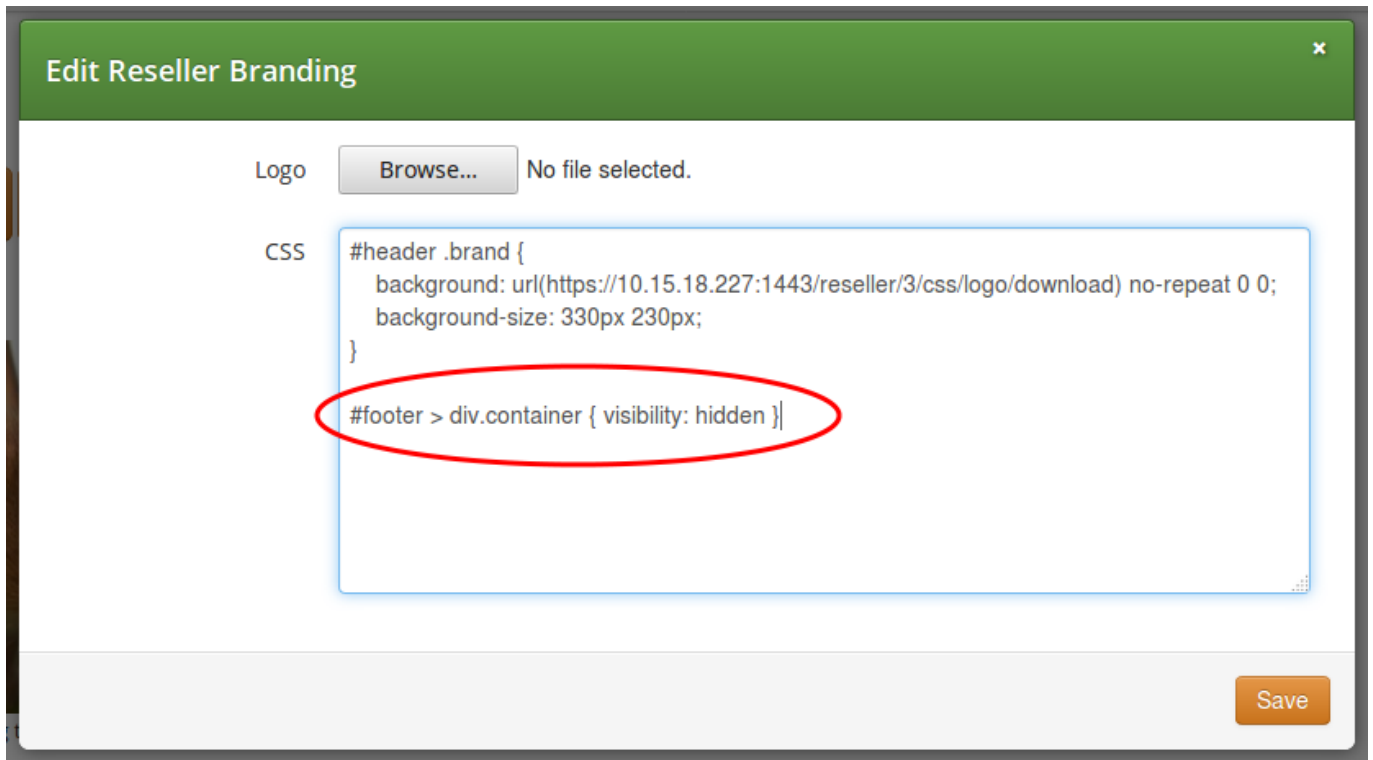 Edit Reseller Branding
×
Logo Browse... No file selected.
CSS
#header .brand {
background: url(https://10.15.18.227:1443/reseller/3/css/logo/download) no-repeat 0 0;
background-size: 330px 230px;
}
#footer > div.container { visibility: hidden }
Save